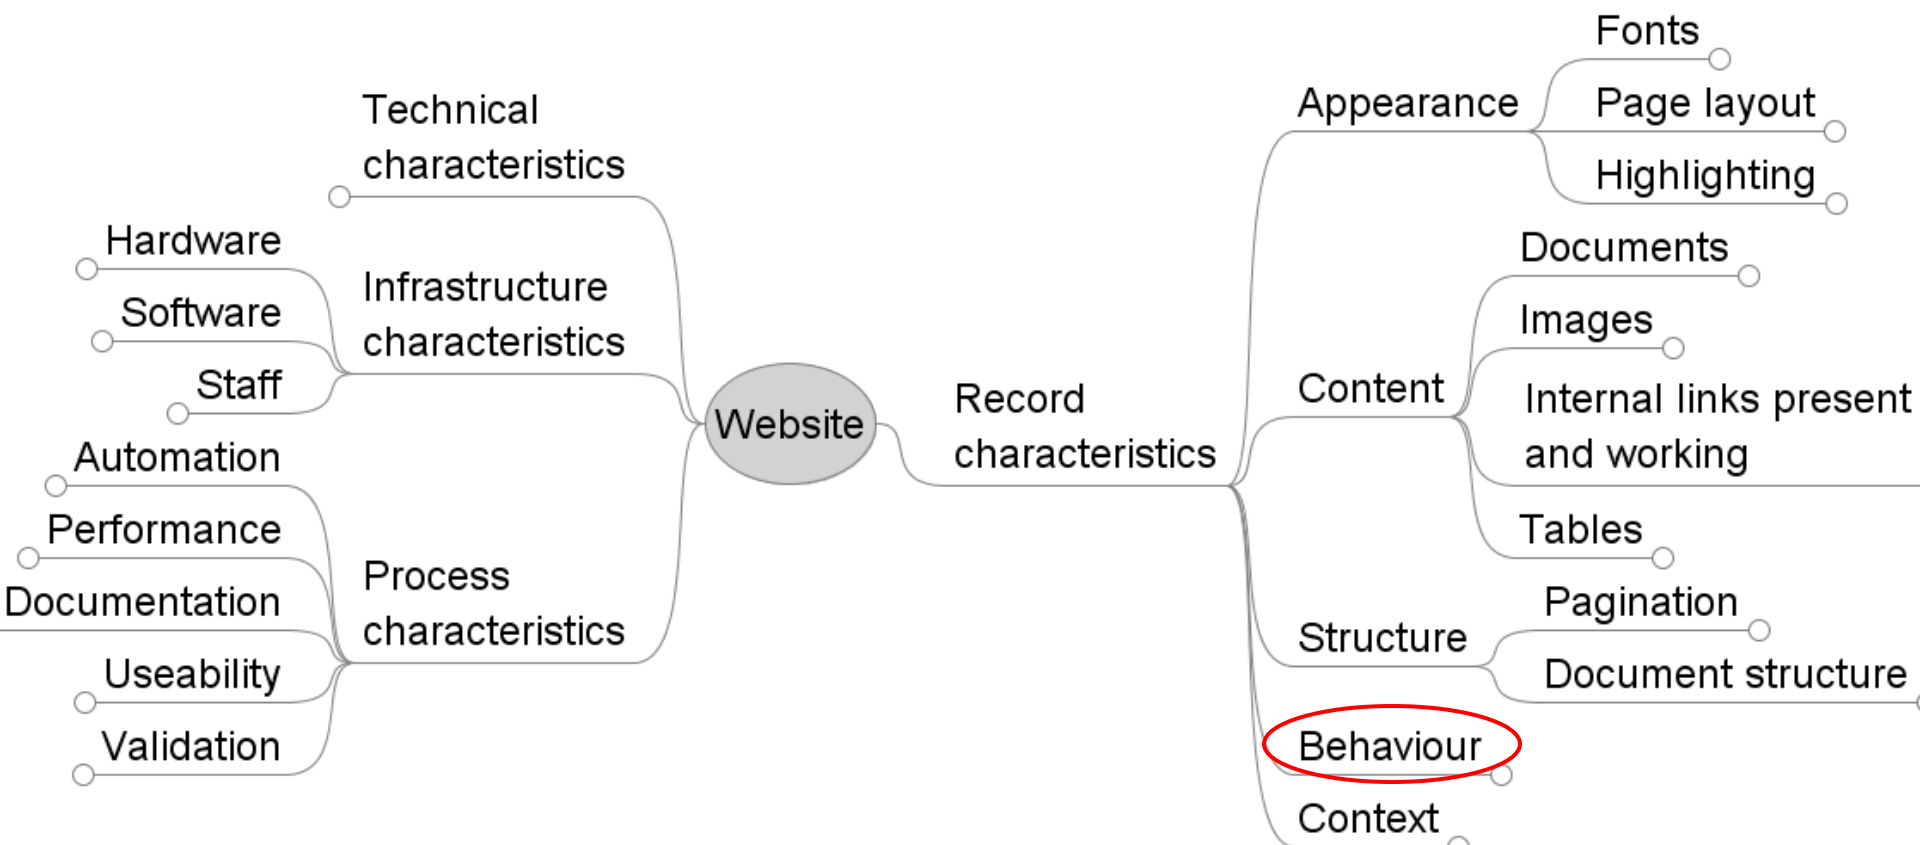 Technical
characteristics
Hardware
Software
Staff
Infrastructure
characteristics
Automation
Performance
Documentation
Useability
Validation
Process
characteristics
Website
Record
characteristics
Appearance
Fonts
Page layout
Highlighting
Content
Documents
Images
Internal links present
and working
Tables
Structure
Pagination
Document structure
Behaviour
Context